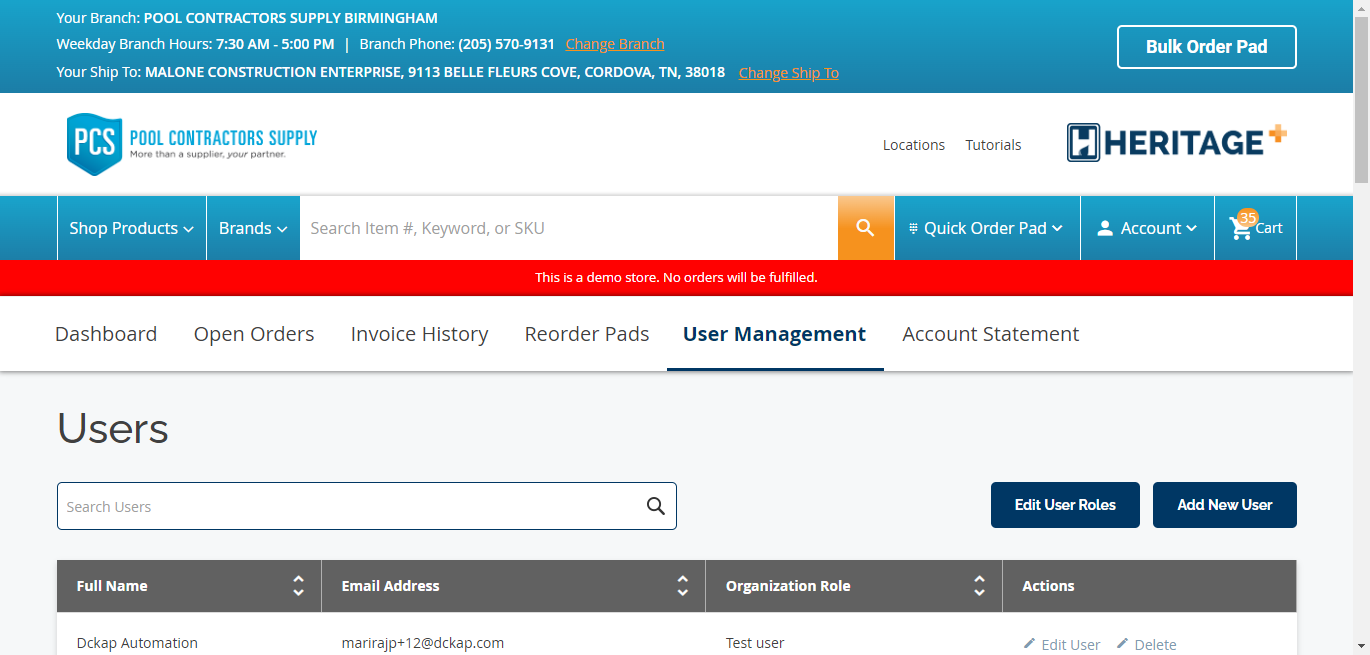 Your Branch: POOL CONTRACTORS SUPPLY BIRMINGHAM
Weekday Branch Hours: 7:30 AM - 5:00 PM | Branch Phone: (205) 570-9131 Change Branch
Your Ship To: MALONE CONSTRUCTION ENTERPRISE, 9113 BELLE FLEURS COVE, CORDOVA, TN, 38018 Change Ship To
Bulk Order Pad
PCS POOL CONTRACTORS SUPPLY
More than a supplier, your partner.
Locations Tutorials
H HERITAGE+
Shop Products Brands Search Item #, Keyword, or SKU Quick Order Pad Account 35 Cart
This is a demo store. No orders will be fulfilled.
Dashboard Open Orders Invoice History Reorder Pads User Management Account Statement
Users
Search Users Edit User Roles Add New User
Full Name Email Address Organization Role Actions
Dckap Automation marirajp+12@dckap.com Test user Edit User Delete